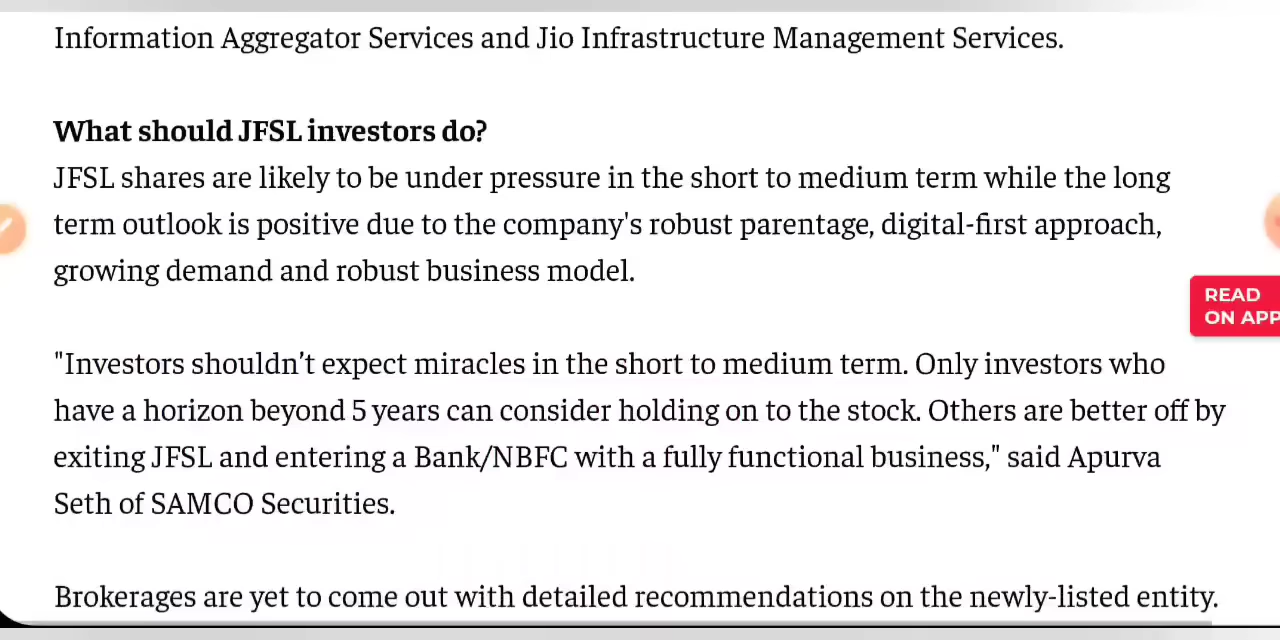 Information Aggregator Services and Jio Infrastructure Management Services.
What should JFSL investors do?
JFSL shares are likely to be under pressure in the short to medium term while the long
term outlook is positive due to the company's robust parentage, digital-first approach,
growing demand and robust business model.
READ
ON APP
"Investors shouldn’t expect miracles in the short to medium term. Only investors who
have a horizon beyond 5 years can consider holding on to the stock. Others are better off by
exiting JFSL and entering a Bank/NBFC with a fully functional business," said Apurva
Seth of SAMCO Securities.
Brokerages are yet to come out with detailed recommendations on the newly-listed entity.